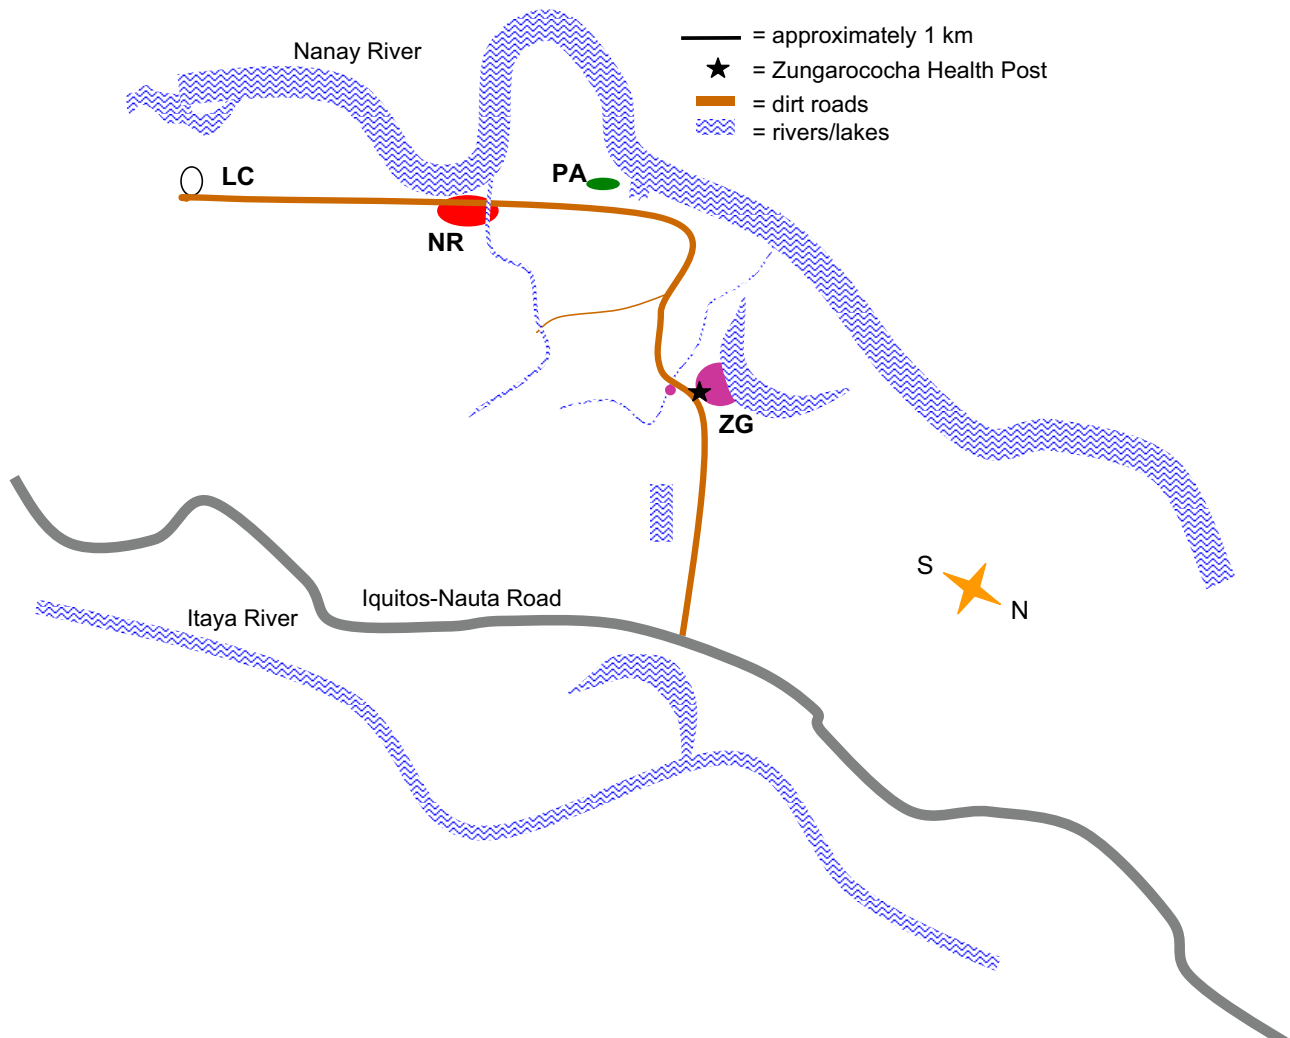 Nanay River
= approximately 1 km
= Zungarococha Health Post
= dirt roads
= rivers/lakes
LC
PA
NR
ZG
S
N
Iquitos-Nauta Road
Itaya River